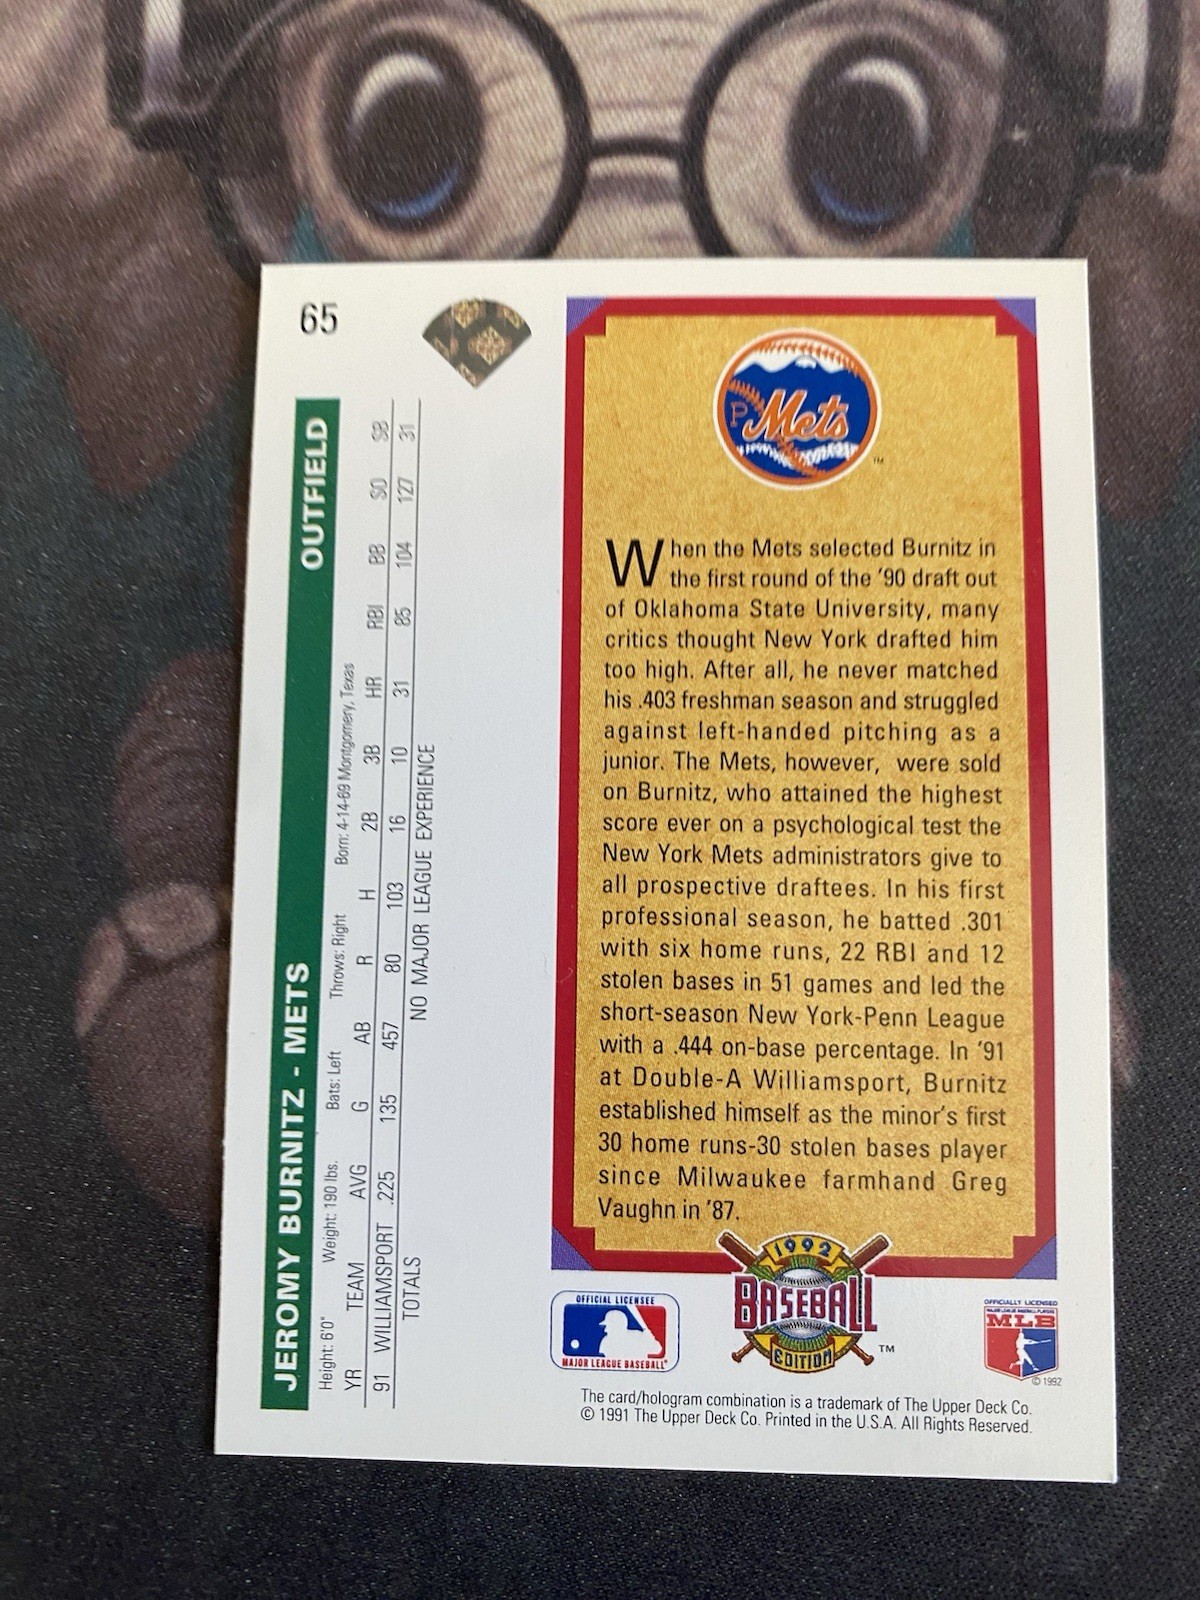 65
JEROMY BURNITZ - METS OUTFIELD
Height: 6'0" Weight: 190 lbs. Bats: Left Throws: Right Born: 4-14-69 Montgomery, Texas
YR TEAM AVG G AB R H 2B 3B HR RBI BB SO SB
91 WILLIAMSPORT .225 135 457 80 103 16 10 31 85 104 127 31
TOTALS NO MAJOR LEAGUE EXPERIENCE
Mets
TM
When the Mets selected Burnitz in
the first round of the '90 draft out
of Oklahoma State University, many
critics thought New York drafted him
too high. After all, he never matched
his .403 freshman season and struggled
against left-handed pitching as a
junior. The Mets, however, were sold
on Burnitz, who attained the highest
score ever on a psychological test the
New York Mets administrators give to
all prospective draftees. In his first
professional season, he batted .301
with six home runs, 22 RBI and 12
stolen bases in 51 games and led the
short-season New York-Penn League
with a .444 on-base percentage. In '91
at Double-A Williamsport, Burnitz
established himself as the minor's first
30 home runs-30 stolen bases player
since Milwaukee farmhand Greg
Vaughn in '87.
1992
BASEBALL
EDITION
TM
OFFICIAL LICENSEE
MAJOR LEAGUE BASEBALL®
OFFICIALLY LICENSED
MAJOR LEAGUE BASEBALL PLAYERS
MLB
© 1992
The card/hologram combination is a trademark of The Upper Deck Co.
© 1991 The Upper Deck Co. Printed in the U.S.A. All Rights Reserved.